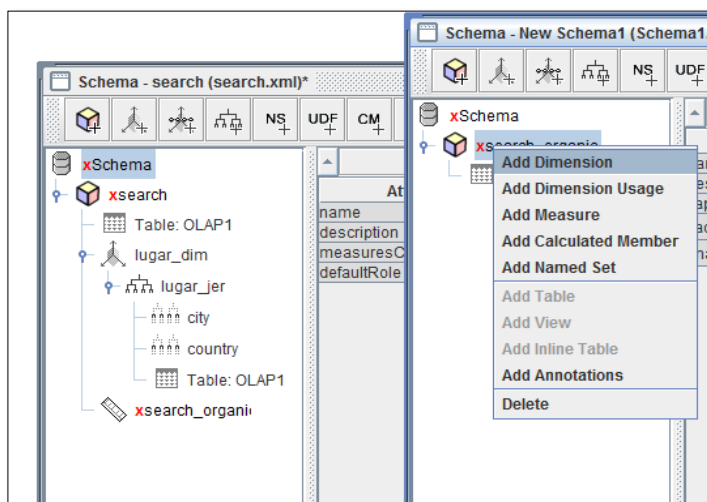 Schema - New Schema1 (Schema1.
NS
UDF
Schema - search (search.xml)*
NS
UDF
CM
xSchema
xsearch
Table: OLAP1
lugar_dim
lugar_jer
city
country
Table: OLAP1
xsearch_organi
At
name
description
measuresC
defaultRole
xSchema
xsearch_organic
Add Dimension
Add Dimension Usage
Add Measure
Add Calculated Member
Add Named Set
Add Table
Add View
Add Inline Table
Add Annotations
Delete